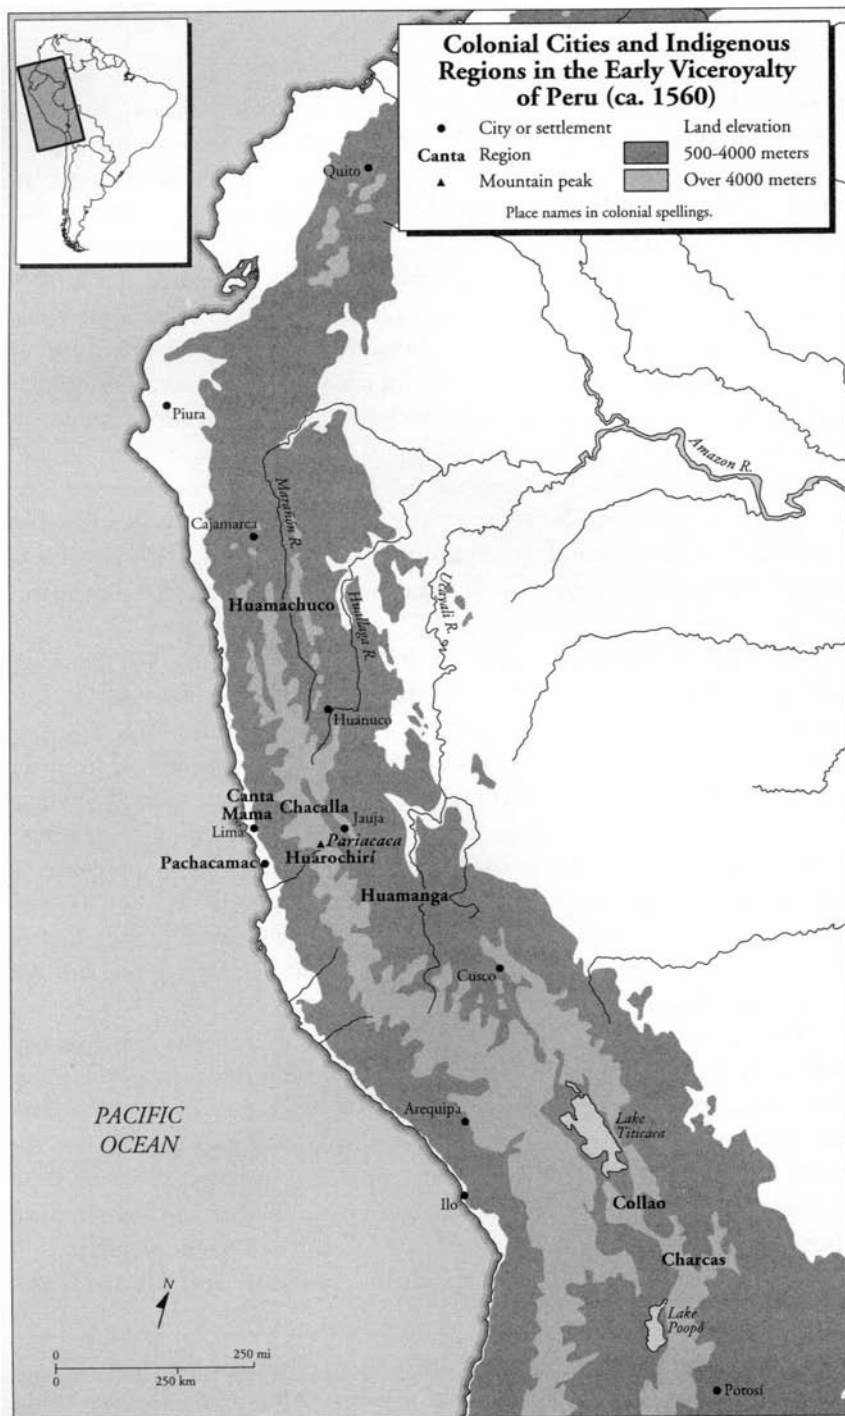 Colonial Cities and Indigenous
Regions in the Early Viceroyalty
of Peru (ca. 1560)
City or settlement
Canta Region
Mountain peak
Land elevation
500-4000 meters
Over 4000 meters
Place names in colonial spellings.
Quito
Piura
Amazon R.
Marañón R.
Cajamarca
Huamachuco
Huallaga R.
Ucayali R.
Huánuco
Canta
Mama
Chacalla
Lima
Jauja
Pariacaca
Pachacamac
Huarochirí
Huamanga
Cusco
PACIFIC
OCEAN
Arequipa
Lake
Titicaca
Ilo
Collao
Charcas
Lake
Poopó
Potosí
N
0 250 mi
0 250 km